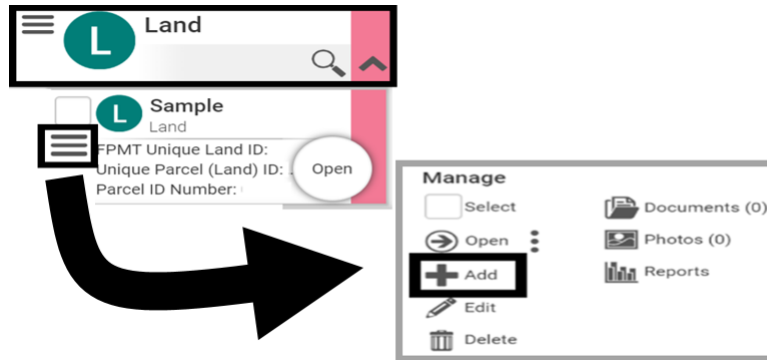 L Land
L Sample
Land
FPMT Unique Land ID:
Unique Parcel (Land) ID:
Parcel ID Number:
Open
Manage
Select
Documents (0)
Open
Photos (0)
Add
Reports
Edit
Delete